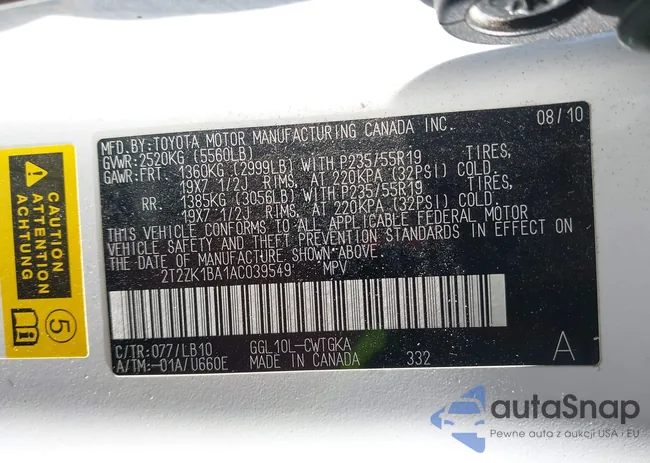 MFD.BY:TOYOTA MOTOR MANUFACTURING CANADA INC. 08/10
GVWR:2520KG (5560LB)
GAWR:FRT. 1360KG (2999LB) WITH P235/55R19 TIRES,
19X7 1/2J RIMS, AT 220KPA (32PSI) COLD.
RR. 1385KG (3056LB) WITH P235/55R19 TIRES,
19X7 1/2J RIMS, AT 220KPA (32PSI) COLD.
THIS VEHICLE CONFORMS TO ALL APPLICABLE FEDERAL MOTOR
VEHICLE SAFETY AND THEFT PREVENTION STANDARDS IN EFFECT ON
THE DATE OF MANUFACTURE SHOWN ABOVE.
2T2ZK1BA1AC039549 MPV
C/TR:077/LB10 GGL10L-CWTGKA
A/TM:-01A/U660E MADE IN CANADA 332 A
CAUTION
ATTENTION
ACHTUNG
5
autaSnap
Pewne auta z aukcji USA i EU